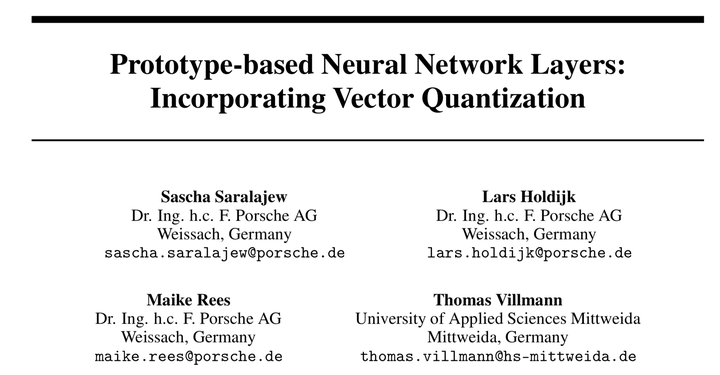 Prototype-based Neural Network Layers:
Incorporating Vector Quantization
Sascha Saralajew
Dr. Ing. h.c. F. Porsche AG
Weissach, Germany
sascha.saralajew@porsche.de
Lars Holdijk
Dr. Ing. h.c. F. Porsche AG
Weissach, Germany
lars.holdijk@porsche.de
Maike Rees
Dr. Ing. h.c. F. Porsche AG
Weissach, Germany
maike.rees@porsche.de
Thomas Villmann
University of Applied Sciences Mittweida
Mittweida, Germany
thomas.villmann@hs-mittweida.de